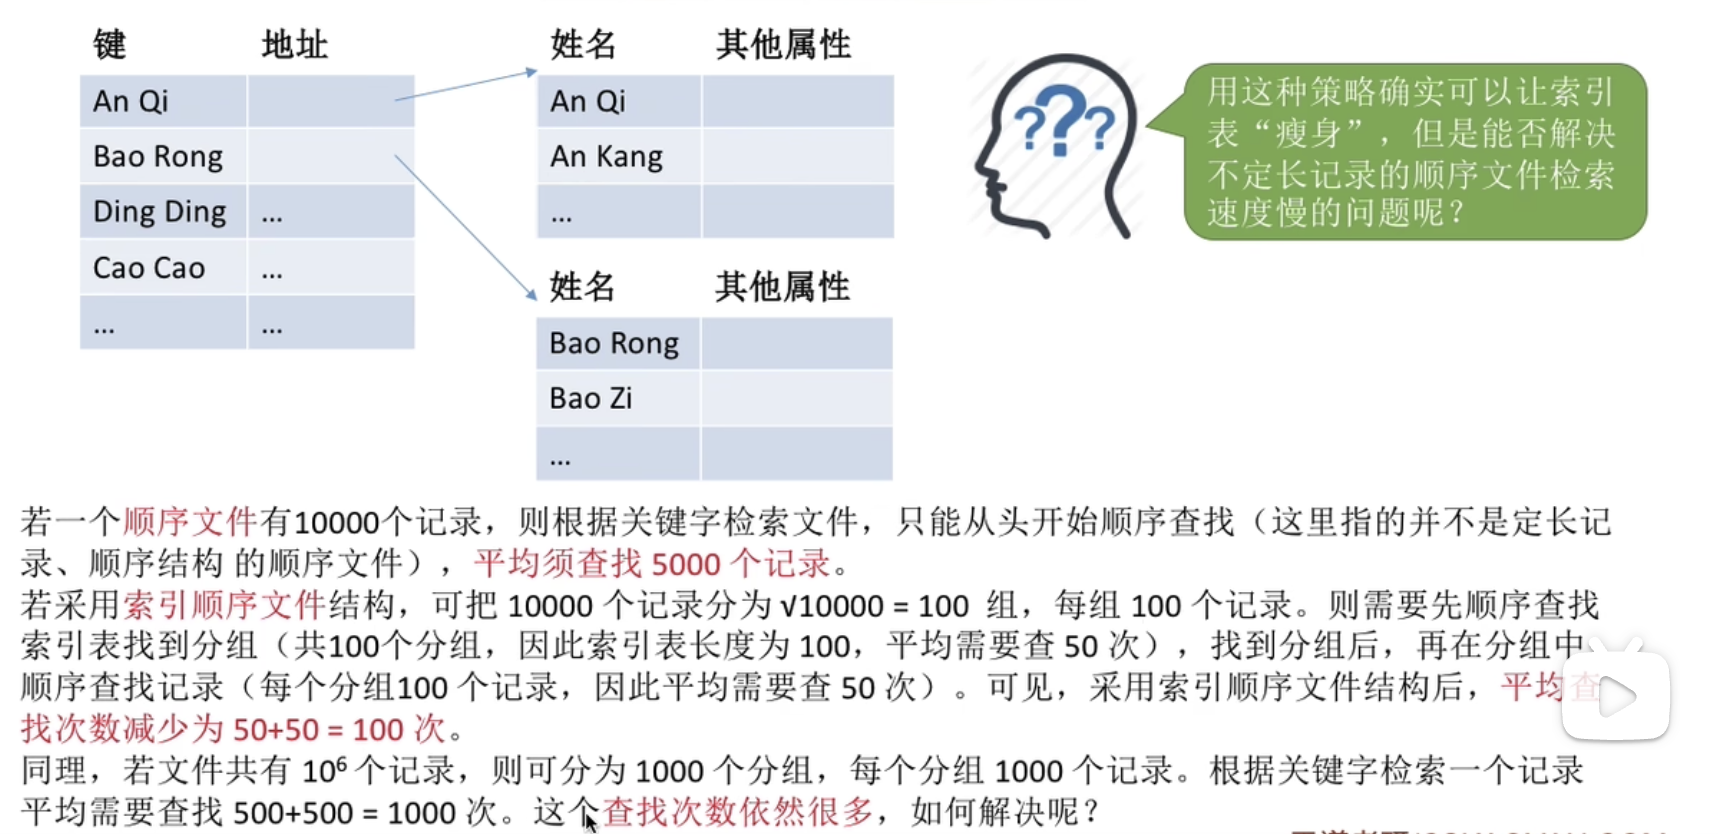 键 地址
An Qi
Bao Rong
Ding Ding ...
Cao Cao ...
... ...
姓名 其他属性
An Qi
An Kang
...
姓名 其他属性
Bao Rong
Bao Zi
...
???
用这种策略确实可以让索引
表“瘦身”，但是能否解决
不定长记录的顺序文件检索
速度慢的问题呢？
若一个顺序文件有10000个记录，则根据关键字检索文件，只能从头开始顺序查找（这里指的并不是定长记
录、顺序结构 的顺序文件），平均须查找 5000 个记录。
若采用索引顺序文件结构，可把 10000 个记录分为 √10000 = 100 组，每组 100 个记录。则需要先顺序查找
索引表找到分组（共100个分组，因此索引表长度为 100，平均需要查 50 次），找到分组后，再在分组中
顺序查找记录（每个分组100 个记录，因此平均需要查 50 次）。可见，采用索引顺序文件结构后，平均查
找次数减少为 50+50 = 100 次。
同理，若文件共有 10⁶ 个记录，则可分为 1000 个分组，每个分组 1000 个记录。根据关键字检索一个记录
平均需要查找 500+500 = 1000 次。这个查找次数依然很多，如何解决呢？